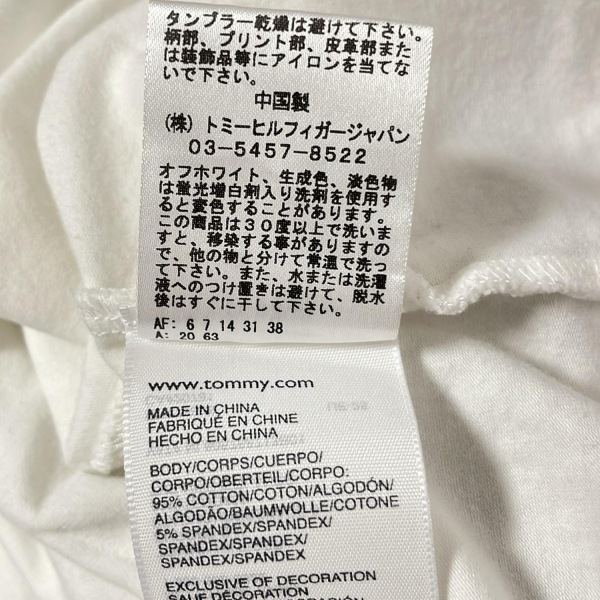 タンブラー乾燥は避けて下さい。
柄部、プリント部、皮革部また
は装飾品等にアイロンを当てな
いで下さい。
中国製
(株) トミーヒルフィガージャパン
03-5457-8522
オフホワイト、生成色、淡色物
は蛍光増白剤入り洗剤を使用す
ると変色することがあります。
この商品は30度以上で洗いま
すと、移染する事がありますの
で、他の物と分けて常温で洗っ
て下さい。また、水または洗濯
液へのつけ置きは避けて、脱水
後はすぐに干して下さい。
AF: 6 7 14 31 38
A: 20 63
www.tommy.com
MADE IN CHINA
FABRIQUÉ EN CHINE
HECHO EN CHINA
BODY/CORPS/CUERPO/
CORPO/OBERTEIL/CORPO:
95% COTTON/COTON/ALGODÓN/
ALGODÃO/BAUMWOLLE/COTONE
5% SPANDEX/SPANDEX/
SPANDEX/SPANDEX/
SPANDEX/SPANDEX
EXCLUSIVE OF DECORATION
SAUF DÉCORATION